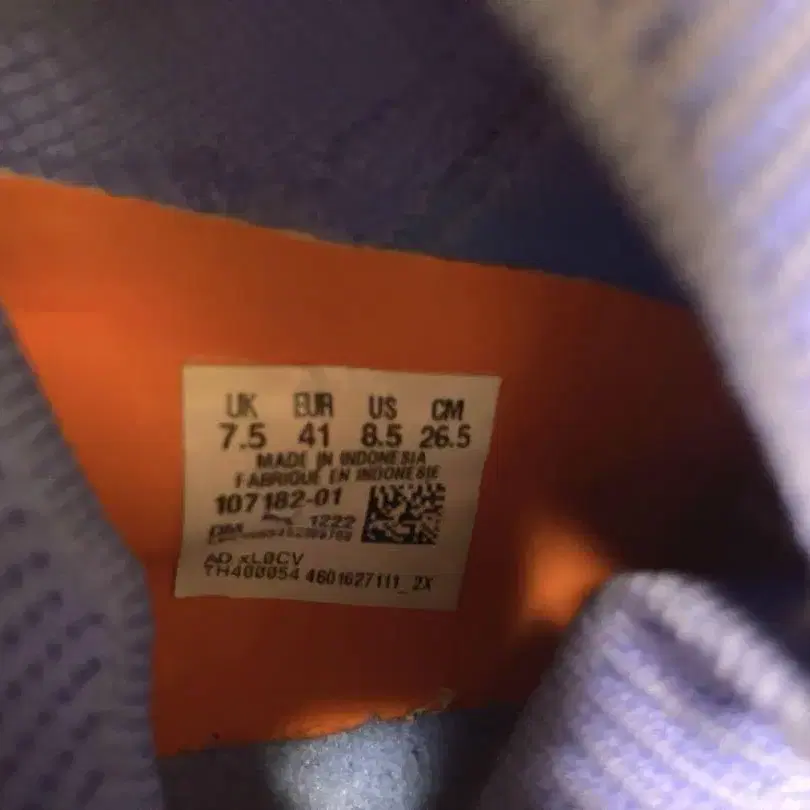 UK EUR US CM
7.5 41 8.5 26.5
MADE IN INDONESIA
FABRIQUE EN INDONESIE
107182-01
1222
AD xL0CV
TH400054 4601627111_2X